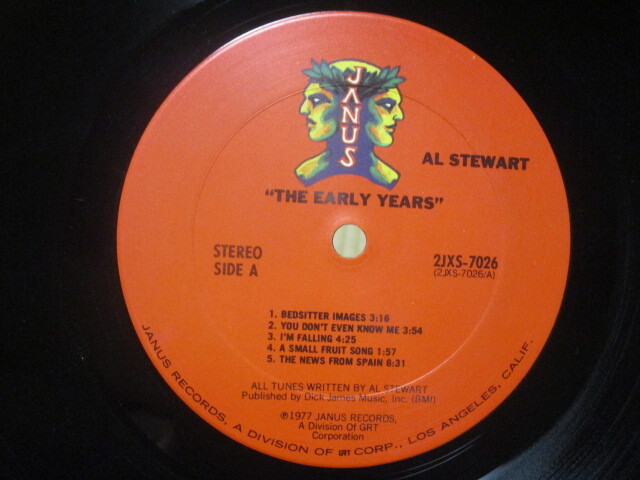 JANUS
AL STEWART
"THE EARLY YEARS"
STEREO
SIDE A
2JXS-7026
(2JXS-7026/A)
1. BEDSITTER IMAGES 3:16
2. YOU DON'T EVEN KNOW ME 3:54
3. I'M FALLING 4:25
4. A SMALL FRUIT SONG 1:57
5. THE NEWS FROM SPAIN 6:31
ALL TUNES WRITTEN BY AL STEWART
Published by Dick James Music, Inc. (BMI)
℗1977 JANUS RECORDS,
A Division Of GRT
Corporation
JANUS RECORDS, A DIVISION OF GRT CORP., LOS ANGELES, CALIF.